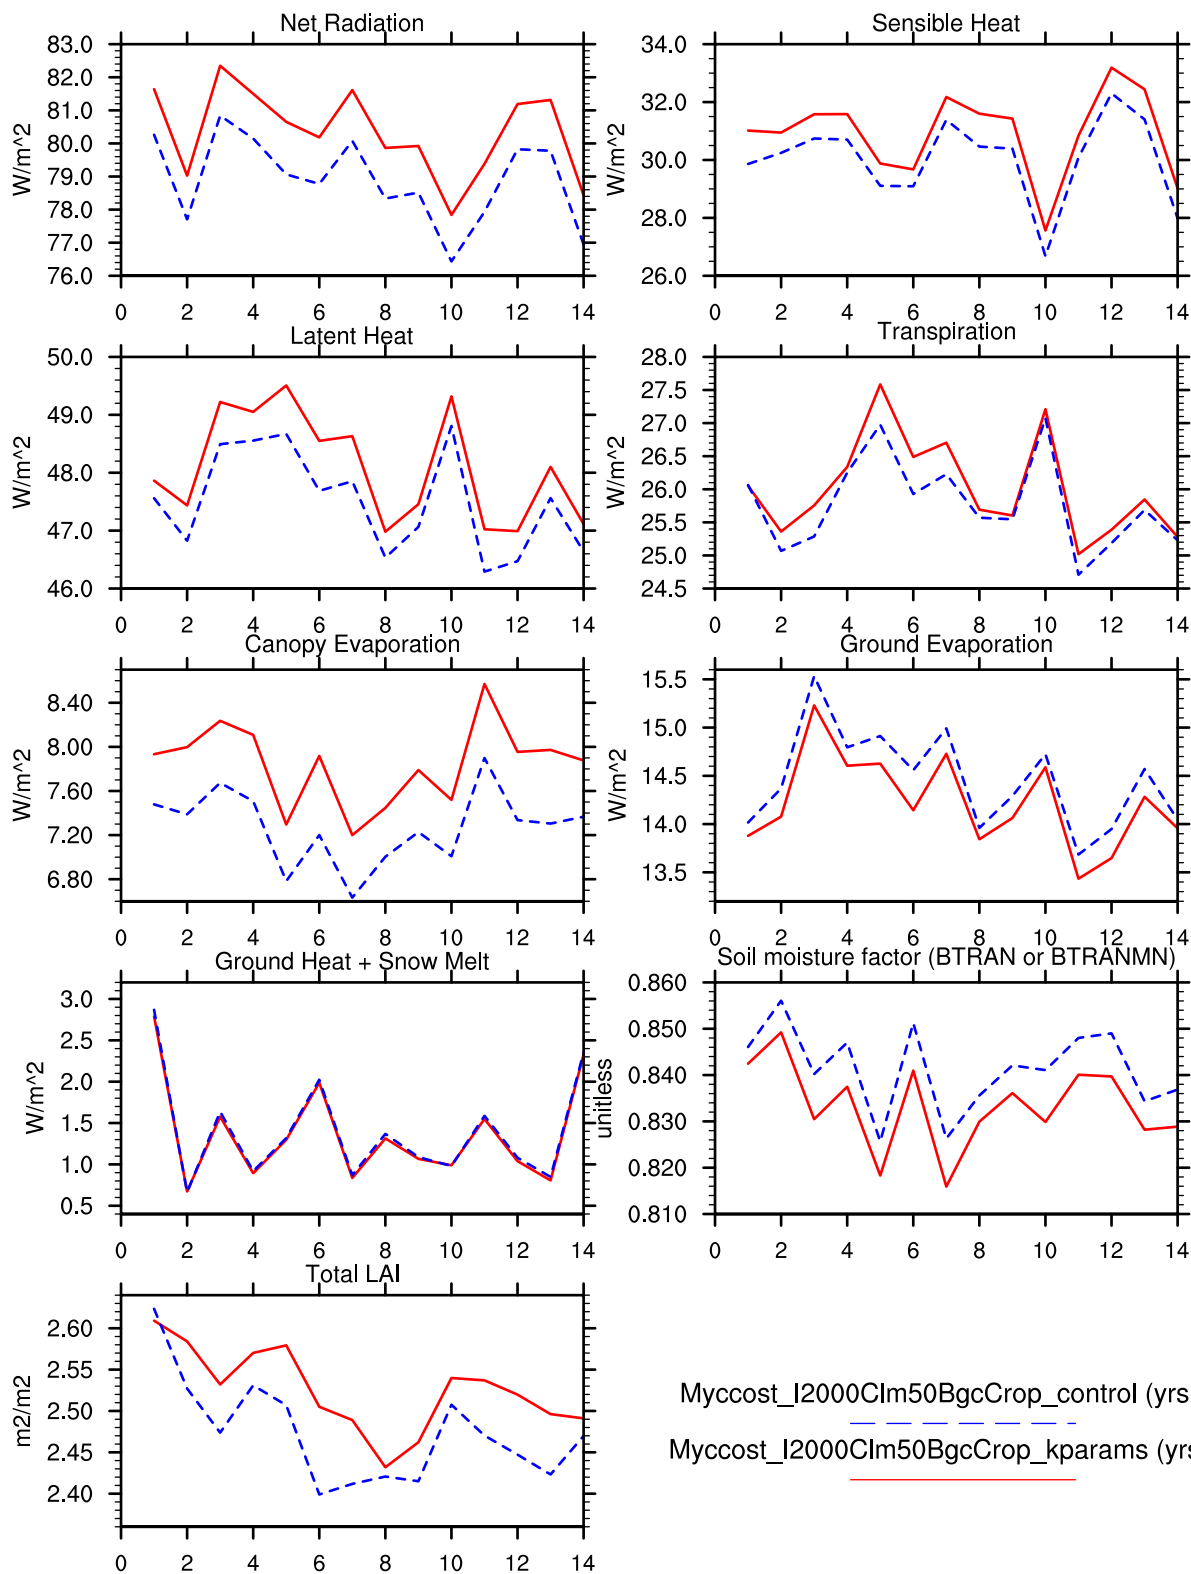 Net Radiation
W/m^2
83.0
82.0
81.0
80.0
79.0
78.0
77.0
76.0
0 2 4 6 8 10 12 14
Sensible Heat
W/m^2
34.0
32.0
30.0
28.0
26.0
0 2 4 6 8 10 12 14
Latent Heat
W/m^2
50.0
49.0
48.0
47.0
46.0
0 2 4 6 8 10 12 14
Transpiration
W/m^2
28.0
27.5
27.0
26.5
26.0
25.5
25.0
24.5
0 2 4 6 8 10 12 14
Canopy Evaporation
W/m^2
8.40
8.00
7.60
7.20
6.80
0 2 4 6 8 10 12 14
Ground Evaporation
W/m^2
15.5
15.0
14.5
14.0
13.5
0 2 4 6 8 10 12 14
Ground Heat + Snow Melt
W/m^2
3.0
2.5
2.0
1.5
1.0
0.5
0 2 4 6 8 10 12 14
Soil moisture factor (BTRAN or BTRANMN)
unitless
0.860
0.850
0.840
0.830
0.820
0.810
0 2 4 6 8 10 12 14
Total LAI
m2/m2
2.60
2.55
2.50
2.45
2.40
0 2 4 6 8 10 12 14
Myccost_I2000Clm50BgcCrop_control (yrs
Myccost_I2000Clm50BgcCrop_kparams (yrs